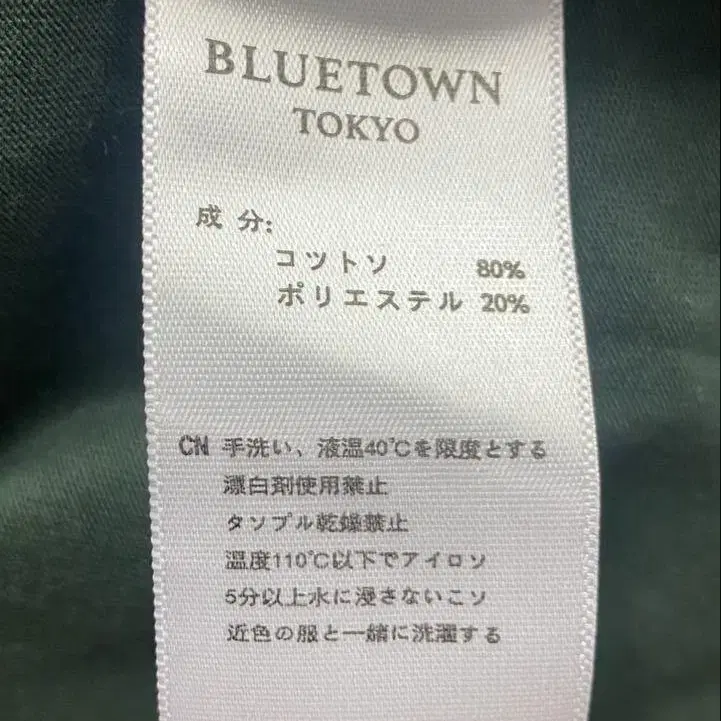 BLUETOWN
TOKYO
成 分:
コツトソ 80%
ポリエステル 20%
CN 手洗い、液温40℃を限度とする
漂白剤使用禁止
タソプル乾燥禁止
温度110℃以下でアイロソ
5分以上水に浸さないこソ
近色の服と一緒に洗濯する